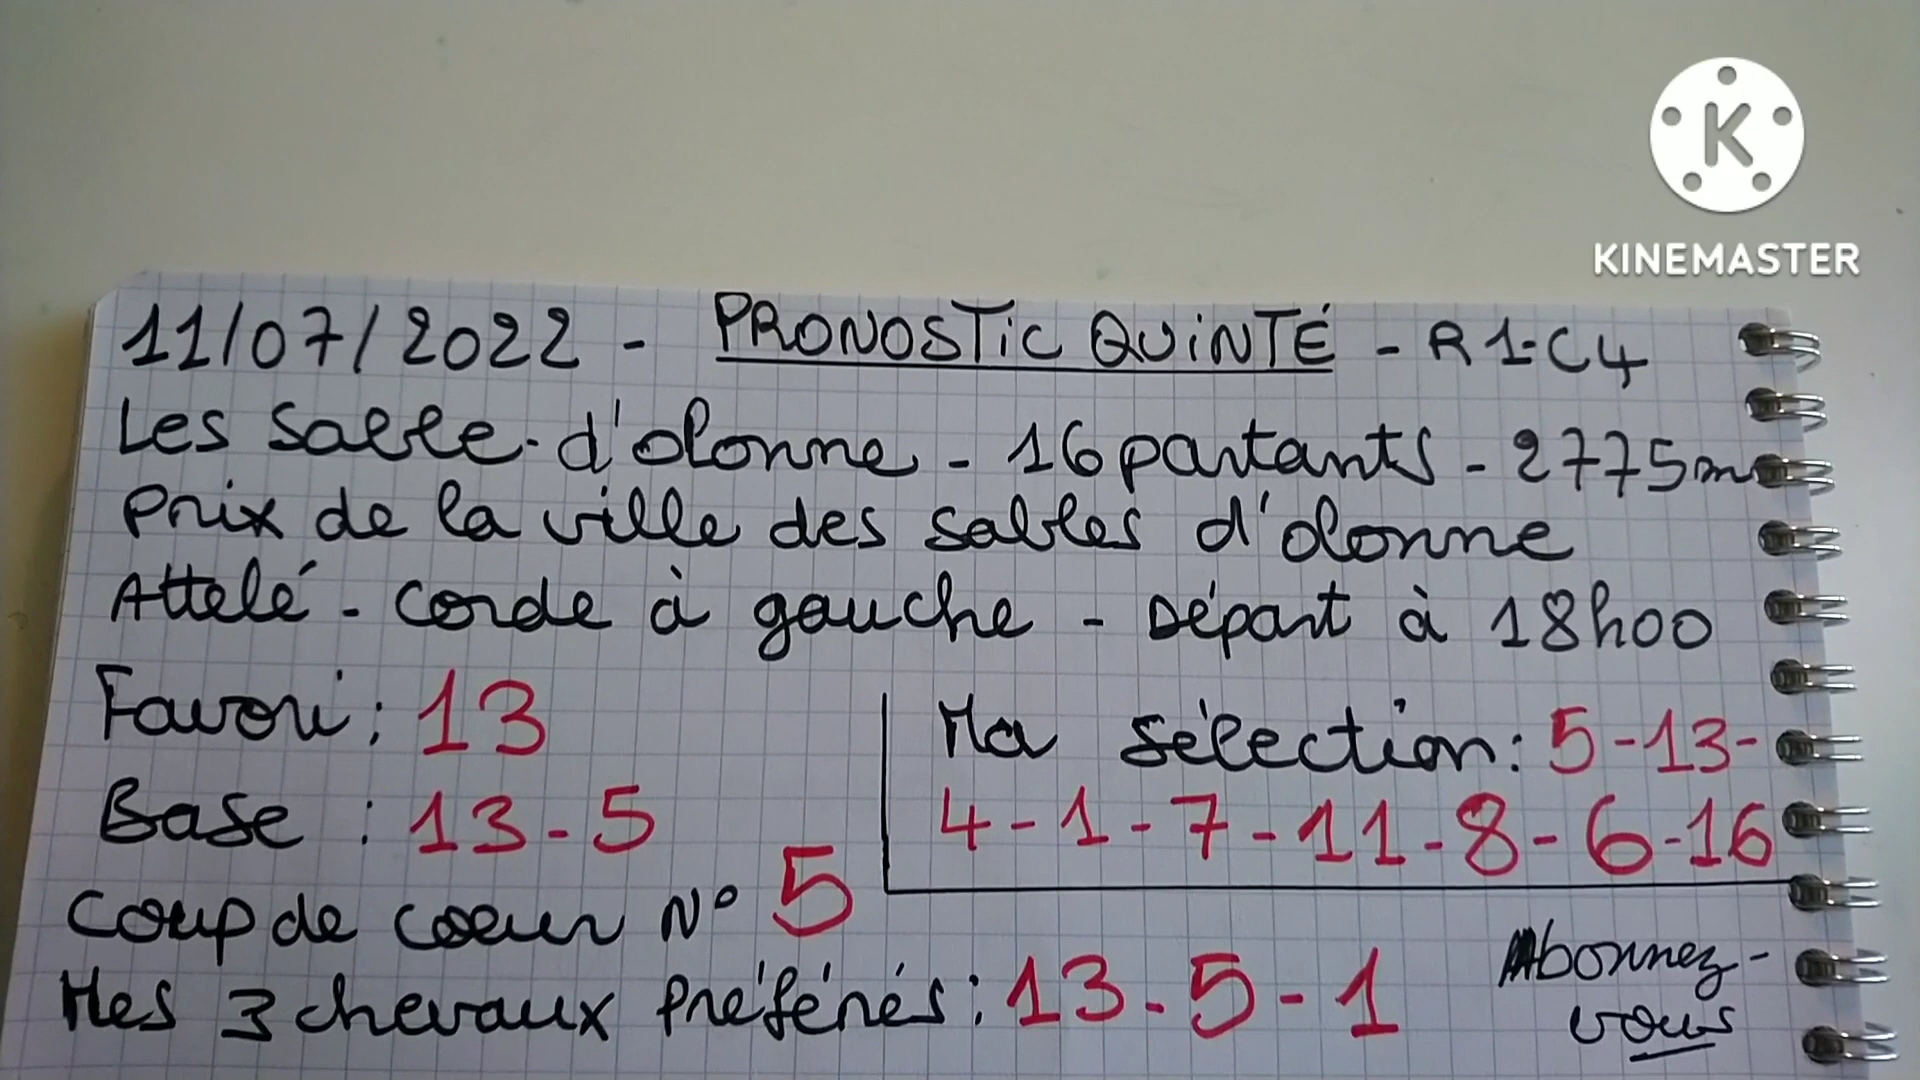 KINEMASTER
11/07/2022 - PRONOSTIC QUINTÉ - R1-C4
Les Sable-d'olonne - 16 partants - 2775m
Prix de la ville des sables d'olonne
Attelé - Corde à gauche - Départ à 18h00
Favori : 13
Base : 13 - 5
Coup de coeur N° 5
Mes 3 chevaux préférés : 13 - 5 - 1
Ma sélection : 5 - 13 -
4 - 1 - 7 - 11 - 8 - 6 - 16
Abonnez-
vous